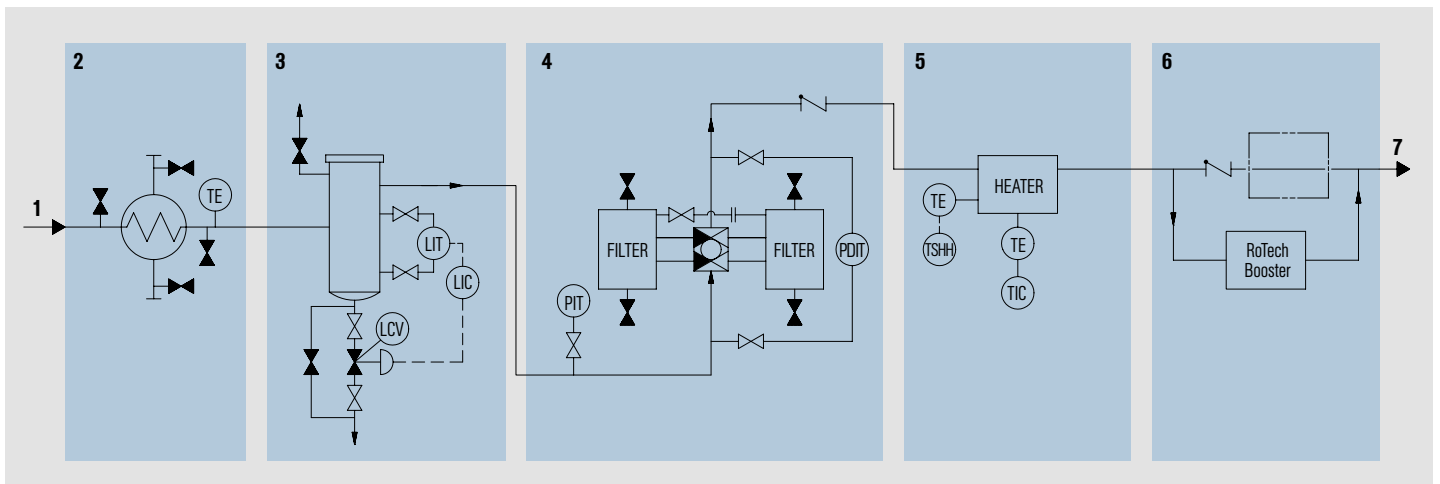 2
3
4
5
6
7
1
TE
LIT
LIC
LCV
PIT
FILTER
FILTER
PDIT
HEATER
TE
TSHH
TE
TIC
RoTech
Booster